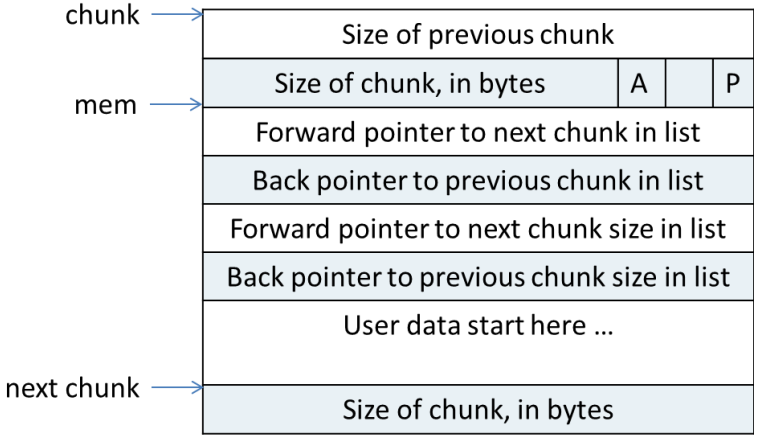 chunk
Size of previous chunk
Size of chunk, in bytes A P
mem
Forward pointer to next chunk in list
Back pointer to previous chunk in list
Forward pointer to next chunk size in list
Back pointer to previous chunk size in list
User data start here ...
next chunk
Size of chunk, in bytes